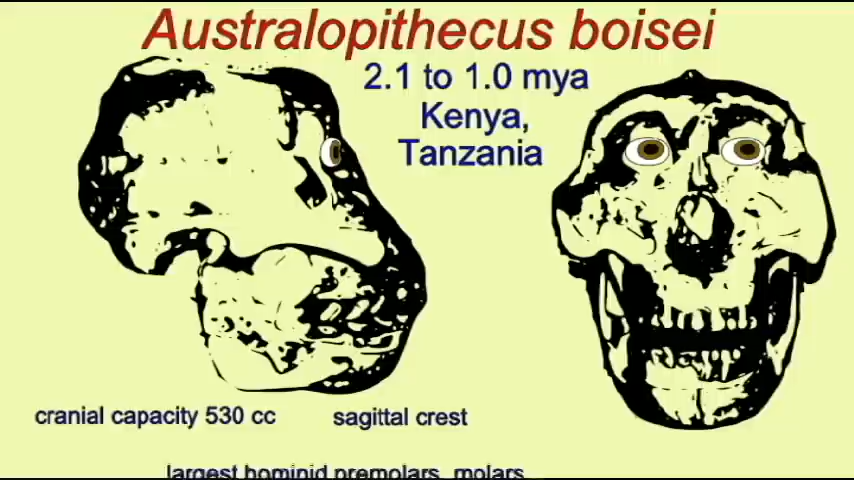 Australopithecus boisei
2.1 to 1.0 mya
Kenya,
Tanzania
cranial capacity 530 cc
sagittal crest
largest hominid premolars, molars